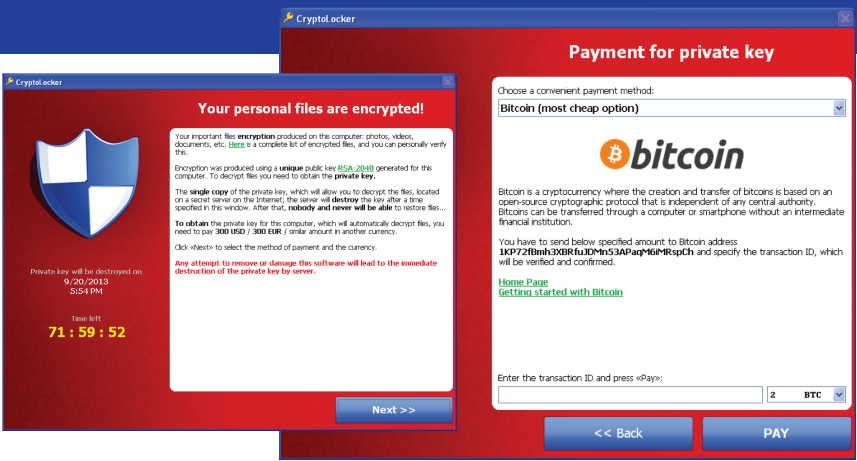 CryptoLocker
Your personal files are encrypted!
Your important files encryption produced on this computer: photos, videos,
documents, etc. Here is a complete list of encrypted files, and you can personally verify
this.
Encryption was produced using a unique public key RSA-2048 generated for this
computer. To decrypt files you need to obtain the private key.
The single copy of the private key, which will allow you to decrypt the files, located
on a secret server on the Internet; the server will destroy the key after a time
specified in this window. After that, nobody and never will be able to restore files...
To obtain the private key for this computer, which will automatically decrypt files, you
need to pay 300 USD / 300 EUR / similar amount in another currency.
Click «Next» to select the method of payment and the currency.
Any attempt to remove or damage this software will lead to the immediate
destruction of the private key by server.
Private key will be destroyed on
9/20/2013
5:54 PM
Time left
71 : 59 : 52
Next >>
CryptoLocker
Payment for private key
Choose a convenient payment method:
Bitcoin (most cheap option)
bitcoin
Bitcoin is a cryptocurrency where the creation and transfer of bitcoins is based on an
open-source cryptographic protocol that is independent of any central authority.
Bitcoins can be transferred through a computer or smartphone without an intermediate
financial institution.
You have to send below specified amount to Bitcoin address
1KP72fBmh3XBRfuJDMn53APaqM6iMRspCh and specify the transaction ID, which
will be verified and confirmed.
Home Page
Getting started with Bitcoin
Enter the transaction ID and press «Pay»:
2 BTC
<< Back
PAY